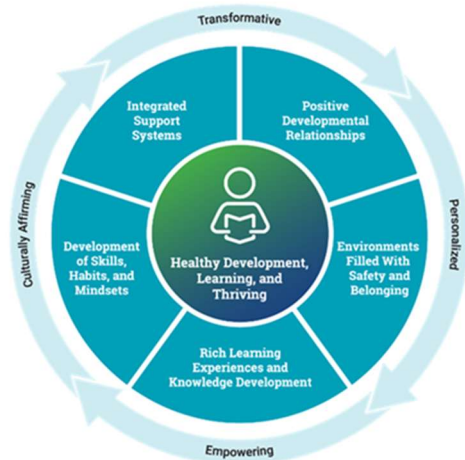 Transformative
Integrated
Support
Systems
Positive
Developmental
Relationships
Culturally Affirming
Personalized
Development
of Skills,
Habits, and
Mindsets
Healthy Development,
Learning, and
Thriving
Environments
Filled With
Safety and
Belonging
Rich Learning
Experiences and
Knowledge Development
Empowering